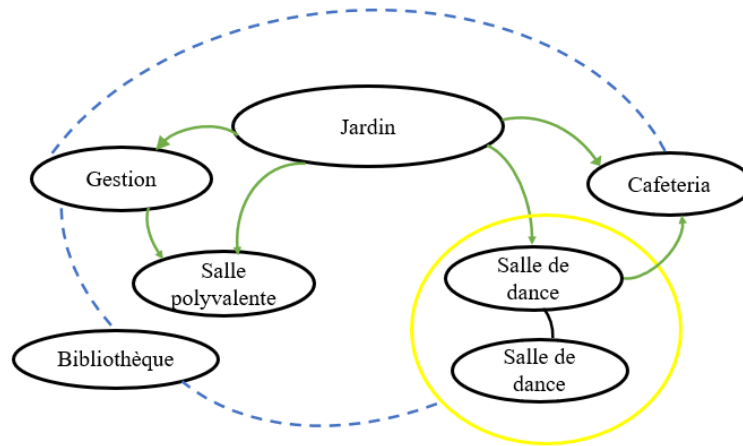 Jardin
Gestion
Cafeteria
Salle
polyvalente
Salle de
dance
Bibliothèque
Salle de
dance